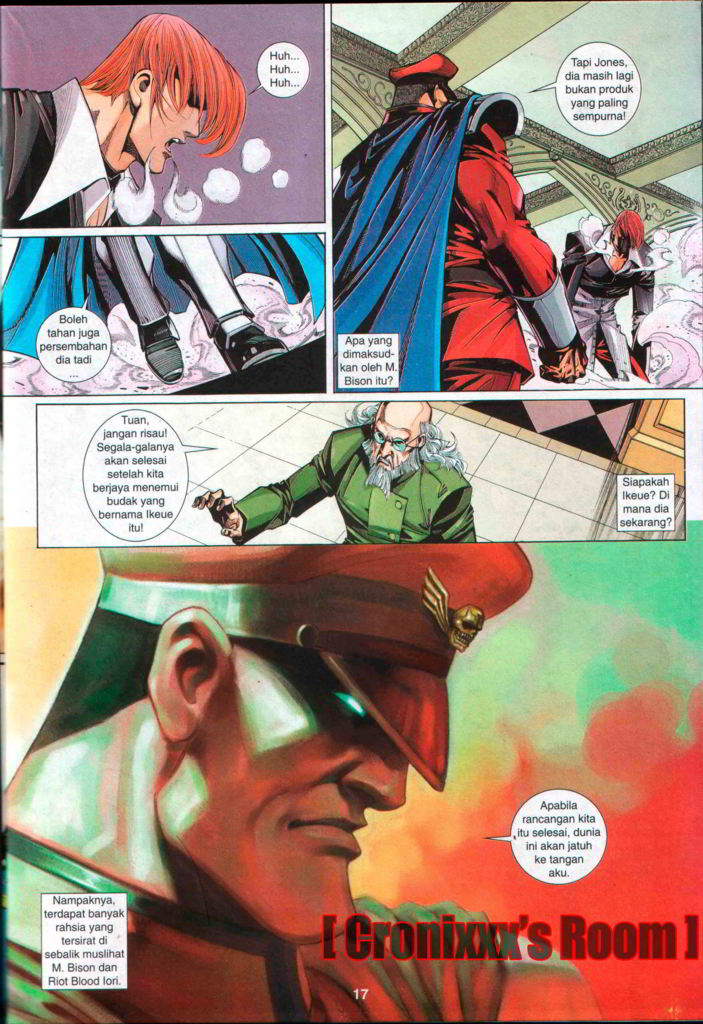 Huh...
Huh...
Huh...
Tapi Jones,
dia masih lagi
bukan produk
yang paling
sempurna!
Boleh
tahan juga
persembahan
dia tadi
...
Apa yang
dimaksud-
kan oleh M.
Bison itu?
Tuan,
jangan risau!
Segala-galanya
akan selesai
setelah kita
berjaya menemui
budak yang
bernama Ikeue
itu!
Siapakah
Ikeue? Di
mana dia
sekarang?
Apabila
rancangan kita
itu selesai, dunia
ini akan jatuh
ke tangan
aku.
Nampaknya,
terdapat banyak
rahsia yang
tersirat di
sebalik muslihat
M. Bison dan
Riot Blood Iori.
[ Cronixxx's Room ]
17